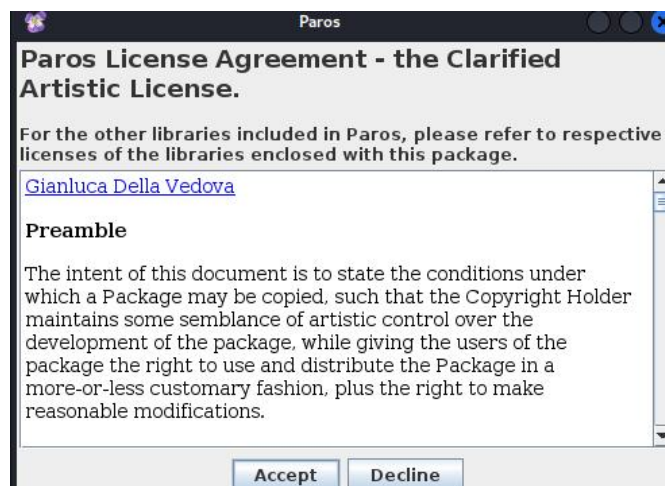 Paros
Paros License Agreement - the Clarified
Artistic License.
For the other libraries included in Paros, please refer to respective
licenses of the libraries enclosed with this package.
Gianluca Della Vedova
Preamble
The intent of this document is to state the conditions under
which a Package may be copied, such that the Copyright Holder
maintains some semblance of artistic control over the
development of the package, while giving the users of the
package the right to use and distribute the Package in a
more-or-less customary fashion, plus the right to make
reasonable modifications.
Accept Decline